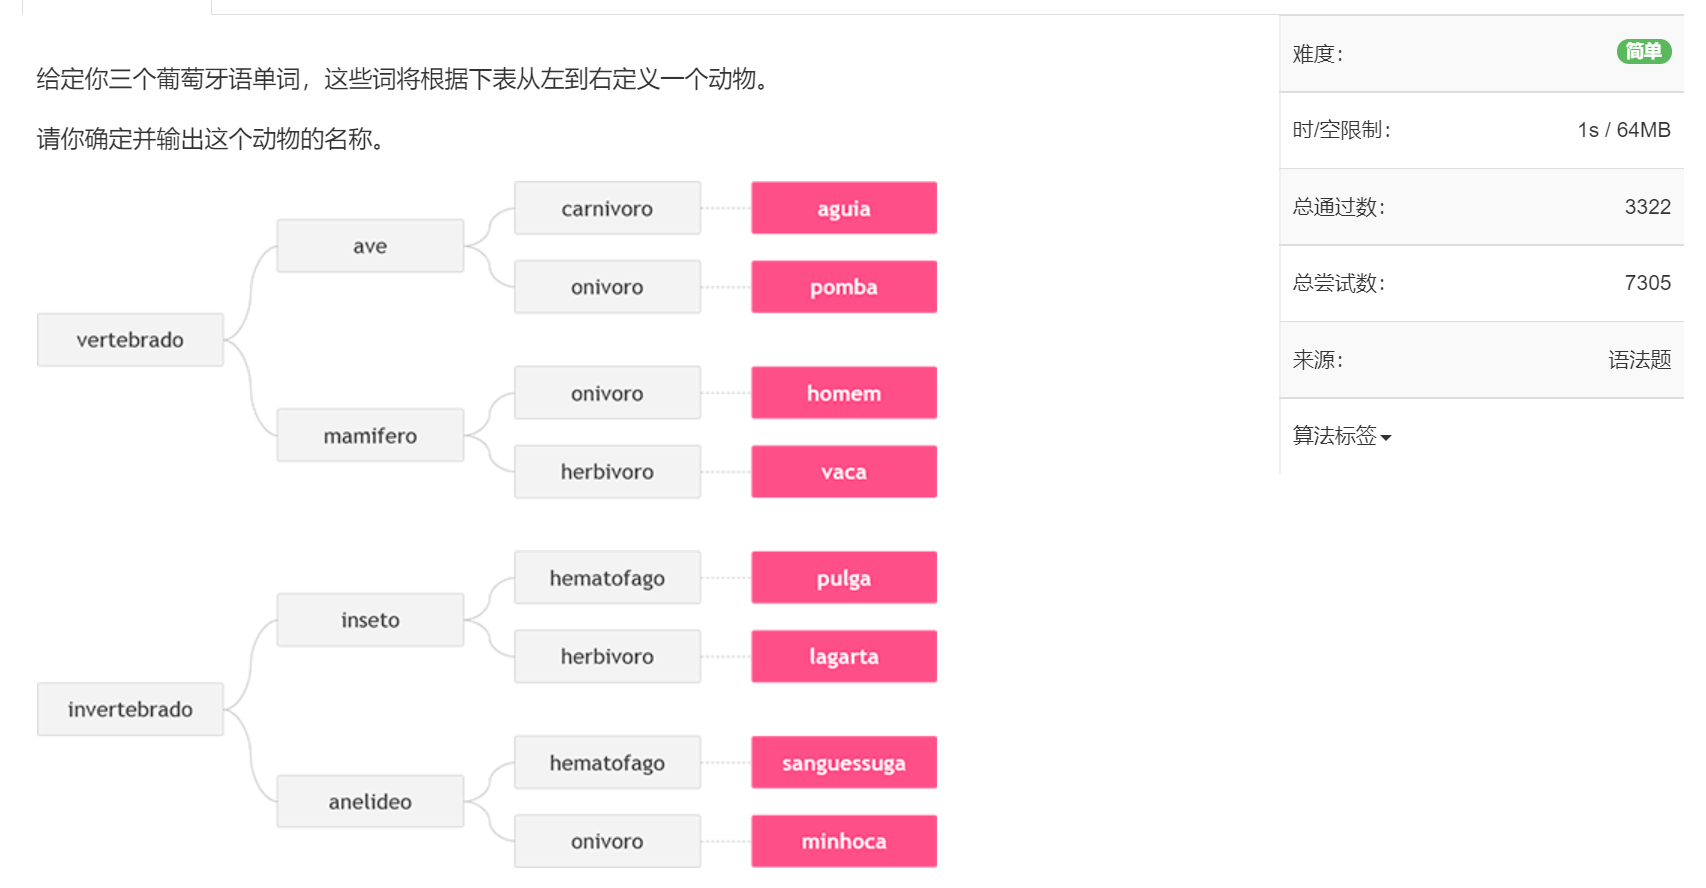 给定你三个葡萄牙语单词，这些词将根据下表从左到右定义一个动物。
请你确定并输出这个动物的名称。
carnivoro aguia
ave
onivoro pomba
vertebrado
onivoro homem
mamifero
herbivoro vaca
hematofago pulga
inseto
herbivoro lagarta
invertebrado
hematofago sanguessuga
anelideo
onivoro minhoca
难度： 简单
时/空限制： 1s / 64MB
总通过数： 3322
总尝试数： 7305
来源： 语法题
算法标签